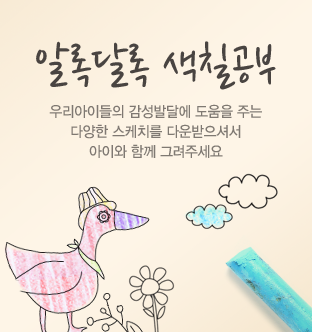 알록달록 색칠공부
우리아이들의 감성발달에 도움을 주는
다양한 스케치를 다운받으셔서
아이와 함께 그려주세요